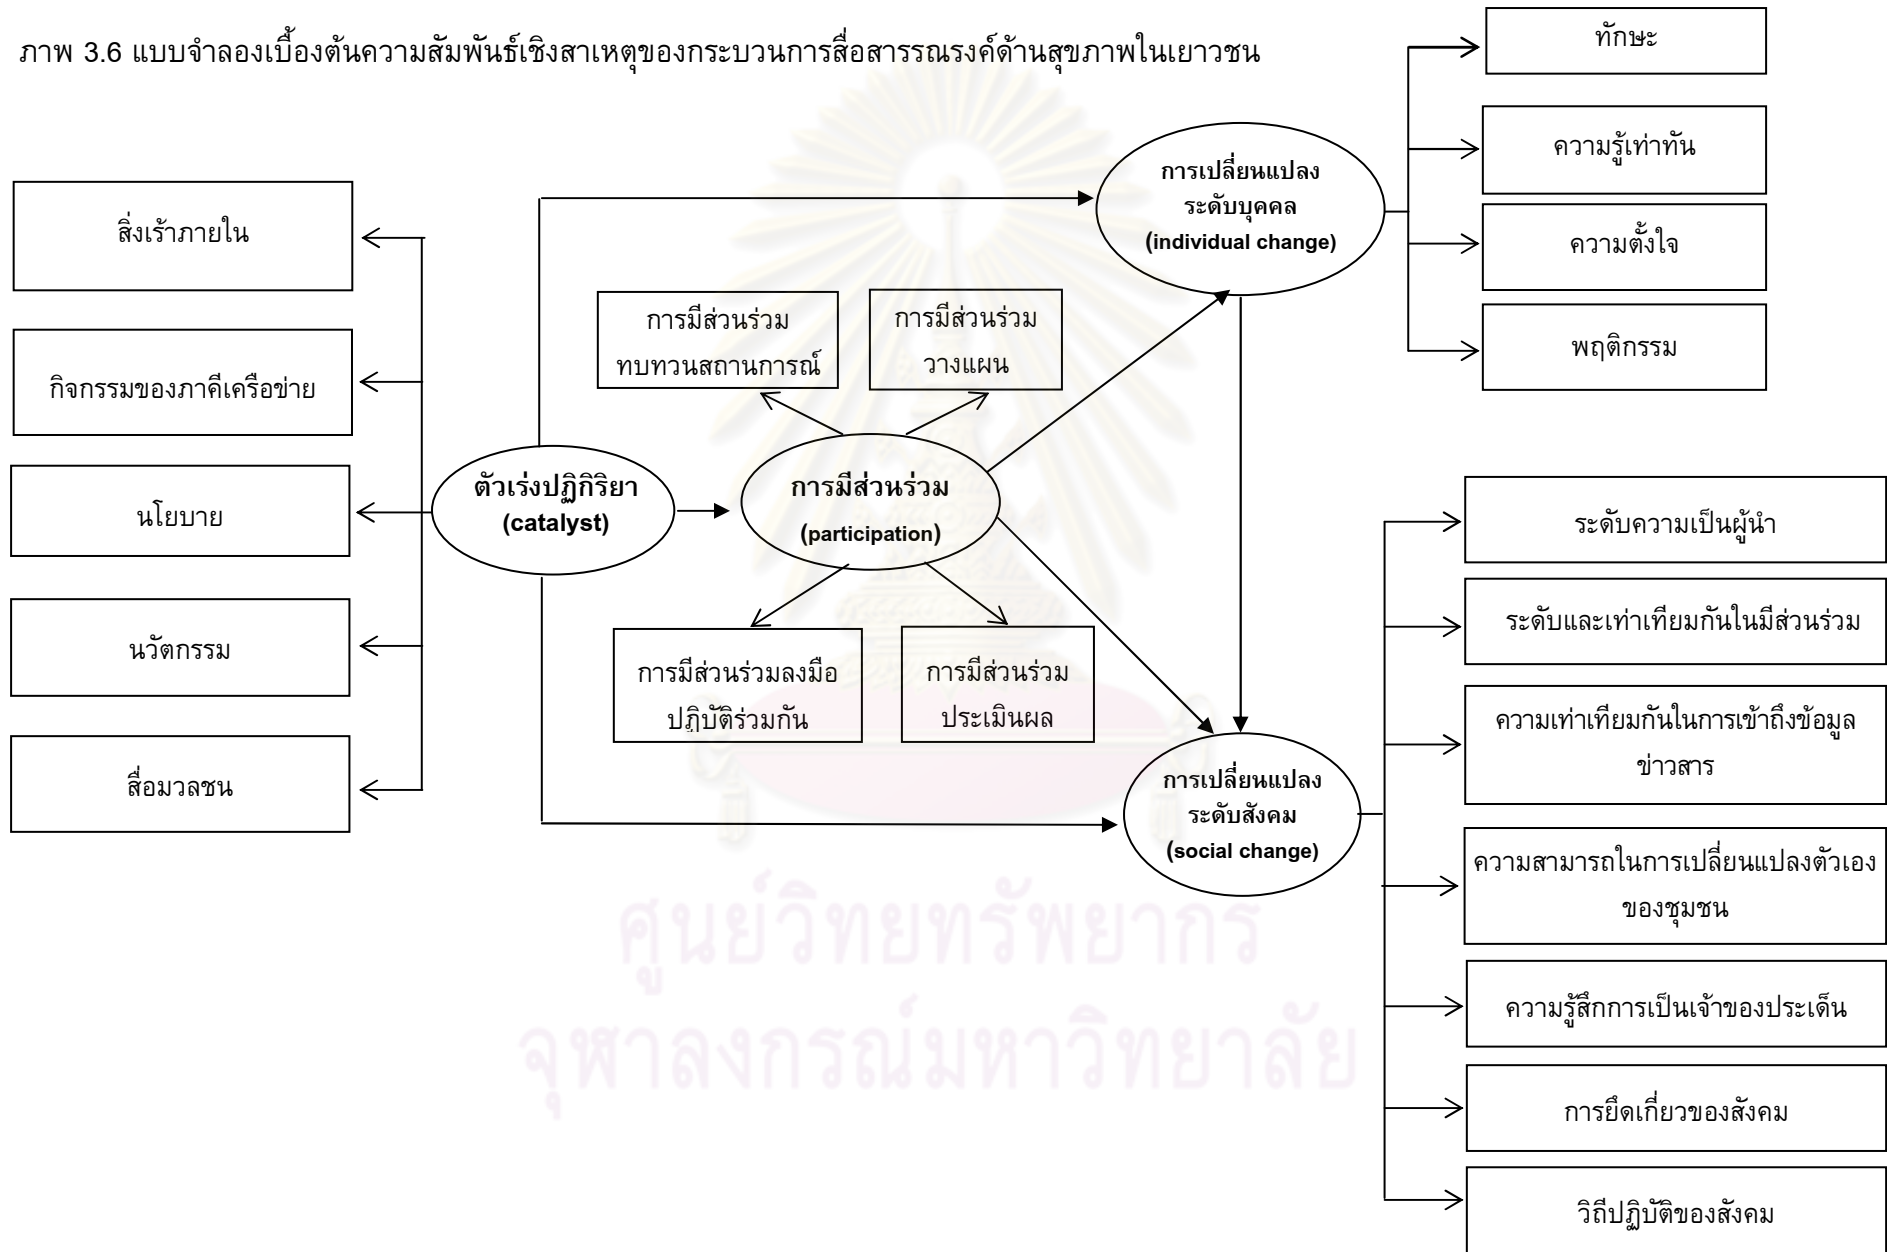 ภาพ 3.6 แบบจำลองเบื้องต้นความสัมพันธ์เชิงสาเหตุของกระบวนการสื่อสารรณรงค์ด้านสุขภาพในเยาวชน
สิ่งเร้าภายใน
กิจกรรมของภาคีเครือข่าย
นโยบาย
นวัตกรรม
สื่อมวลชน
ตัวเร่งปฏิกิริยา
(catalyst)
การมีส่วนร่วม
ทบทวนสถานการณ์
การมีส่วนร่วม
วางแผน
การมีส่วนร่วม
(participation)
การมีส่วนร่วมลงมือ
ปฏิบัติร่วมกัน
การมีส่วนร่วม
ประเมินผล
การเปลี่ยนแปลง
ระดับบุคคล
(individual change)
ทักษะ
ความรู้เท่าทัน
ความตั้งใจ
พฤติกรรม
การเปลี่ยนแปลง
ระดับสังคม
(social change)
ระดับความเป็นผู้นำ
ระดับและเท่าเทียมกันในมีส่วนร่วม
ความเท่าเทียมกันในการเข้าถึงข้อมูล
ข่าวสาร
ความสามารถในการเปลี่ยนแปลงตัวเอง
ของชุมชน
ความรู้สึกการเป็นเจ้าของประเด็น
การยึดเกี่ยวของสังคม
วิถีปฏิบัติของสังคม
ศูนย์วิทยทรัพยากร
จุฬาลงกรณ์มหาวิทยาลัย